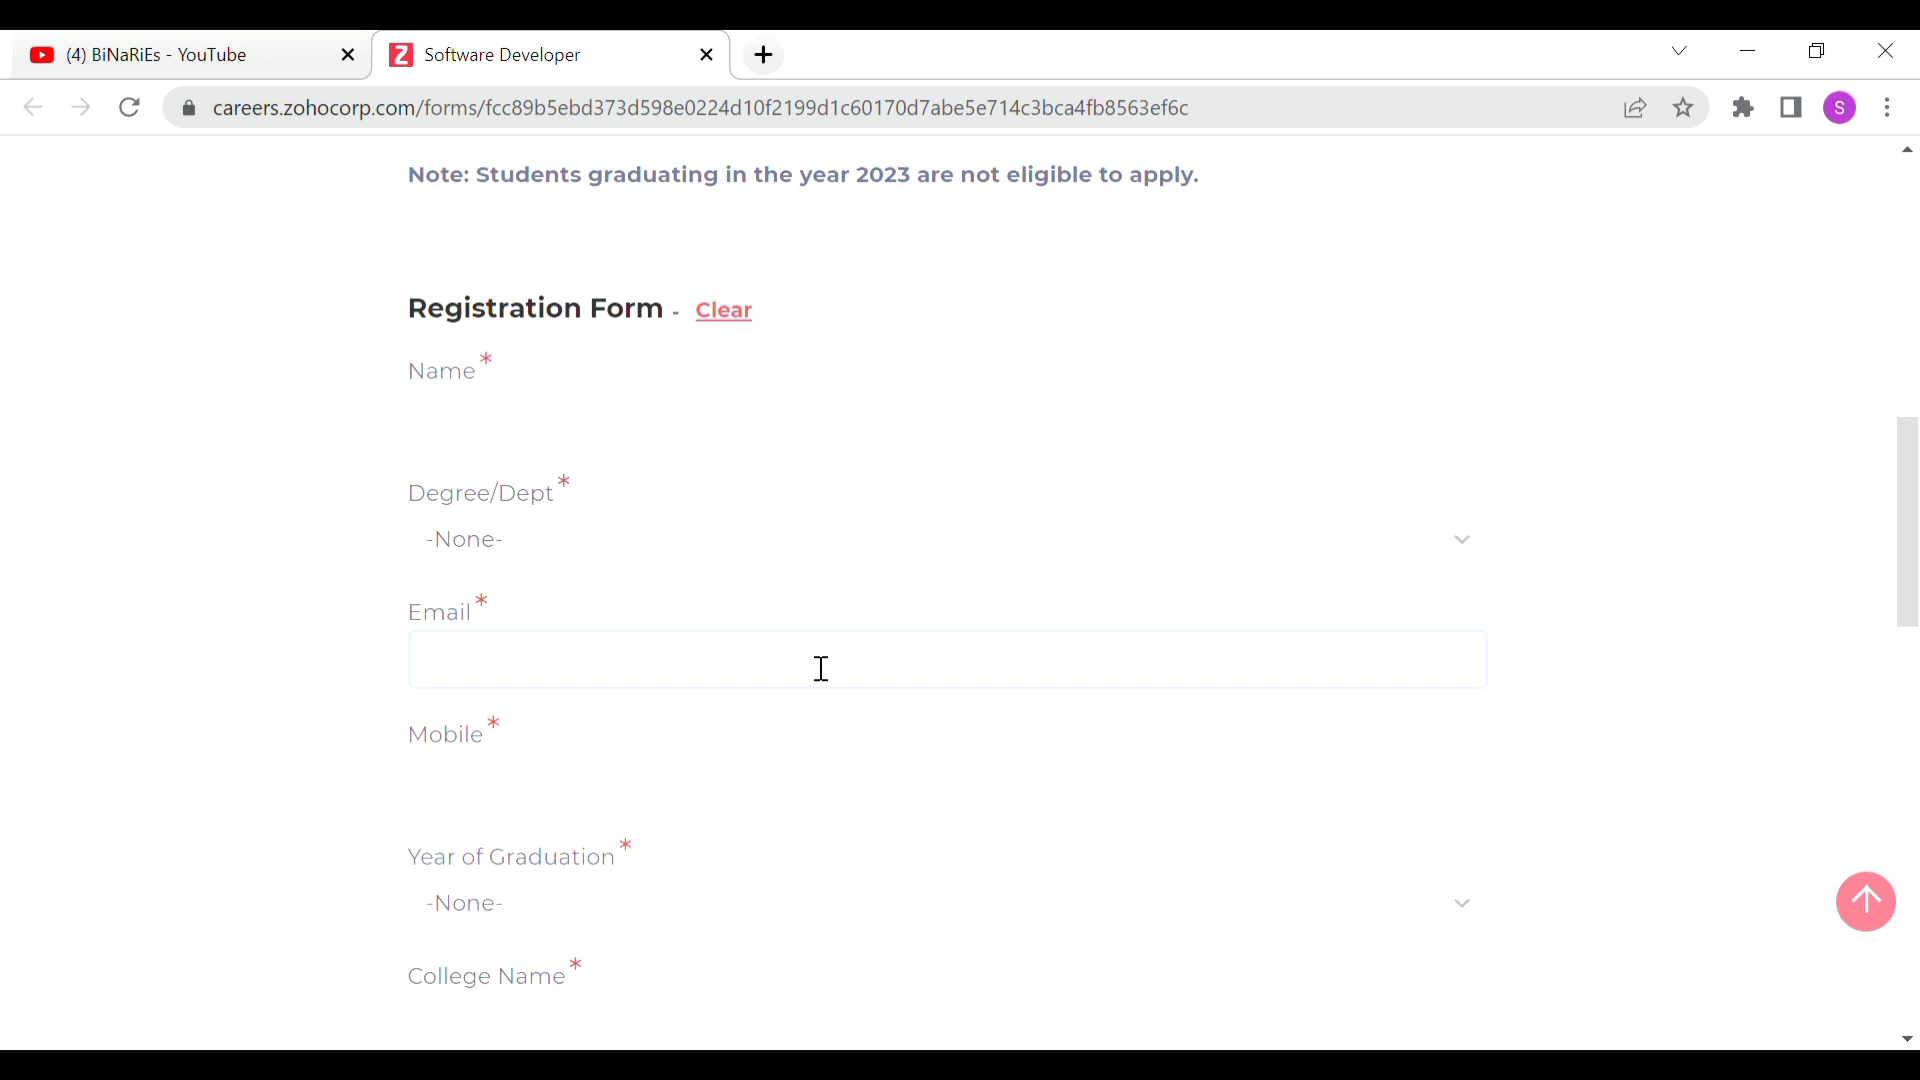 (4) BiNaRiEs - YouTube
Software Developer
careers.zohocorp.com/forms/fcc89b5ebd373d598e0224d10f2199d1c60170d7abe5e714c3bca4fb8563ef6c
S
Note: Students graduating in the year 2023 are not eligible to apply.
Registration Form - Clear
Name*
Degree/Dept*
-None-
Email*
Mobile*
Year of Graduation*
-None-
College Name*